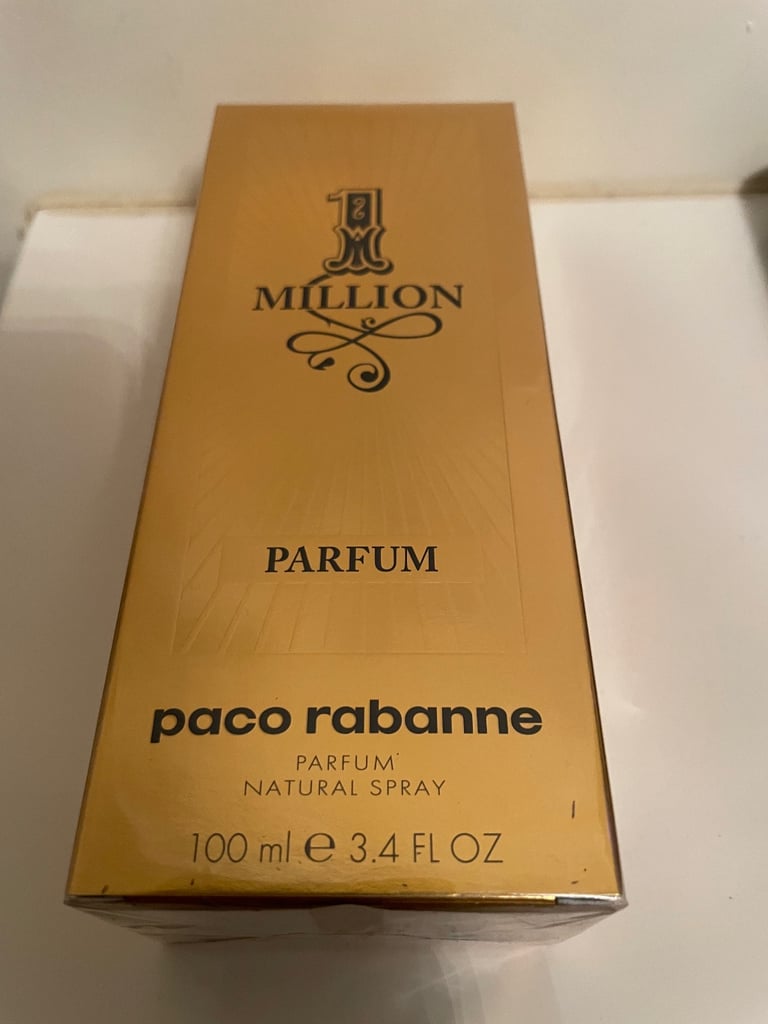 1
MILLION
PARFUM
paco rabanne
PARFUM
NATURAL SPRAY
100 ml e 3.4 FL OZ